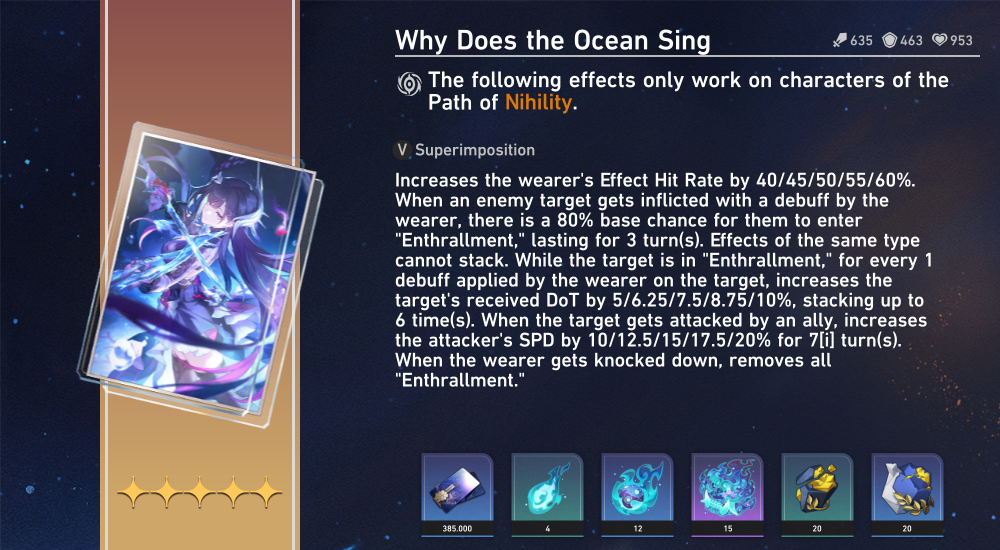 Why Does the Ocean Sing
635 463 953
The following effects only work on characters of the
Path of Nihility.
V Superimposition
Increases the wearer's Effect Hit Rate by 40/45/50/55/60%.
When an enemy target gets inflicted with a debuff by the
wearer, there is a 80% base chance for them to enter
"Enthrallment," lasting for 3 turn(s). Effects of the same type
cannot stack. While the target is in "Enthrallment," for every 1
debuff applied by the wearer on the target, increases the
target's received DoT by 5/6.25/7.5/8.75/10%, stacking up to
6 time(s). When the target gets attacked by an ally, increases
the attacker's SPD by 10/12.5/15/17.5/20% for 7[i] turn(s).
When the wearer gets knocked down, removes all
"Enthrallment."
385.000 4 12 15 20 20